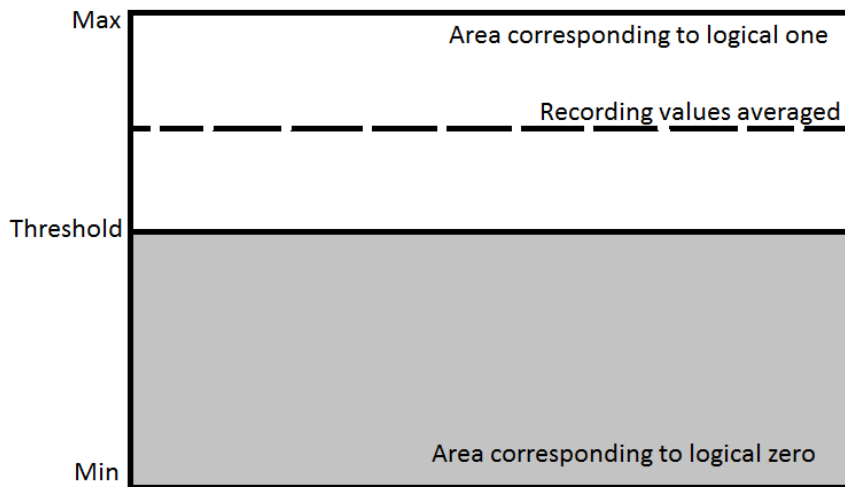 Max
Area corresponding to logical one
Recording values averaged
Threshold
Area corresponding to logical zero
Min